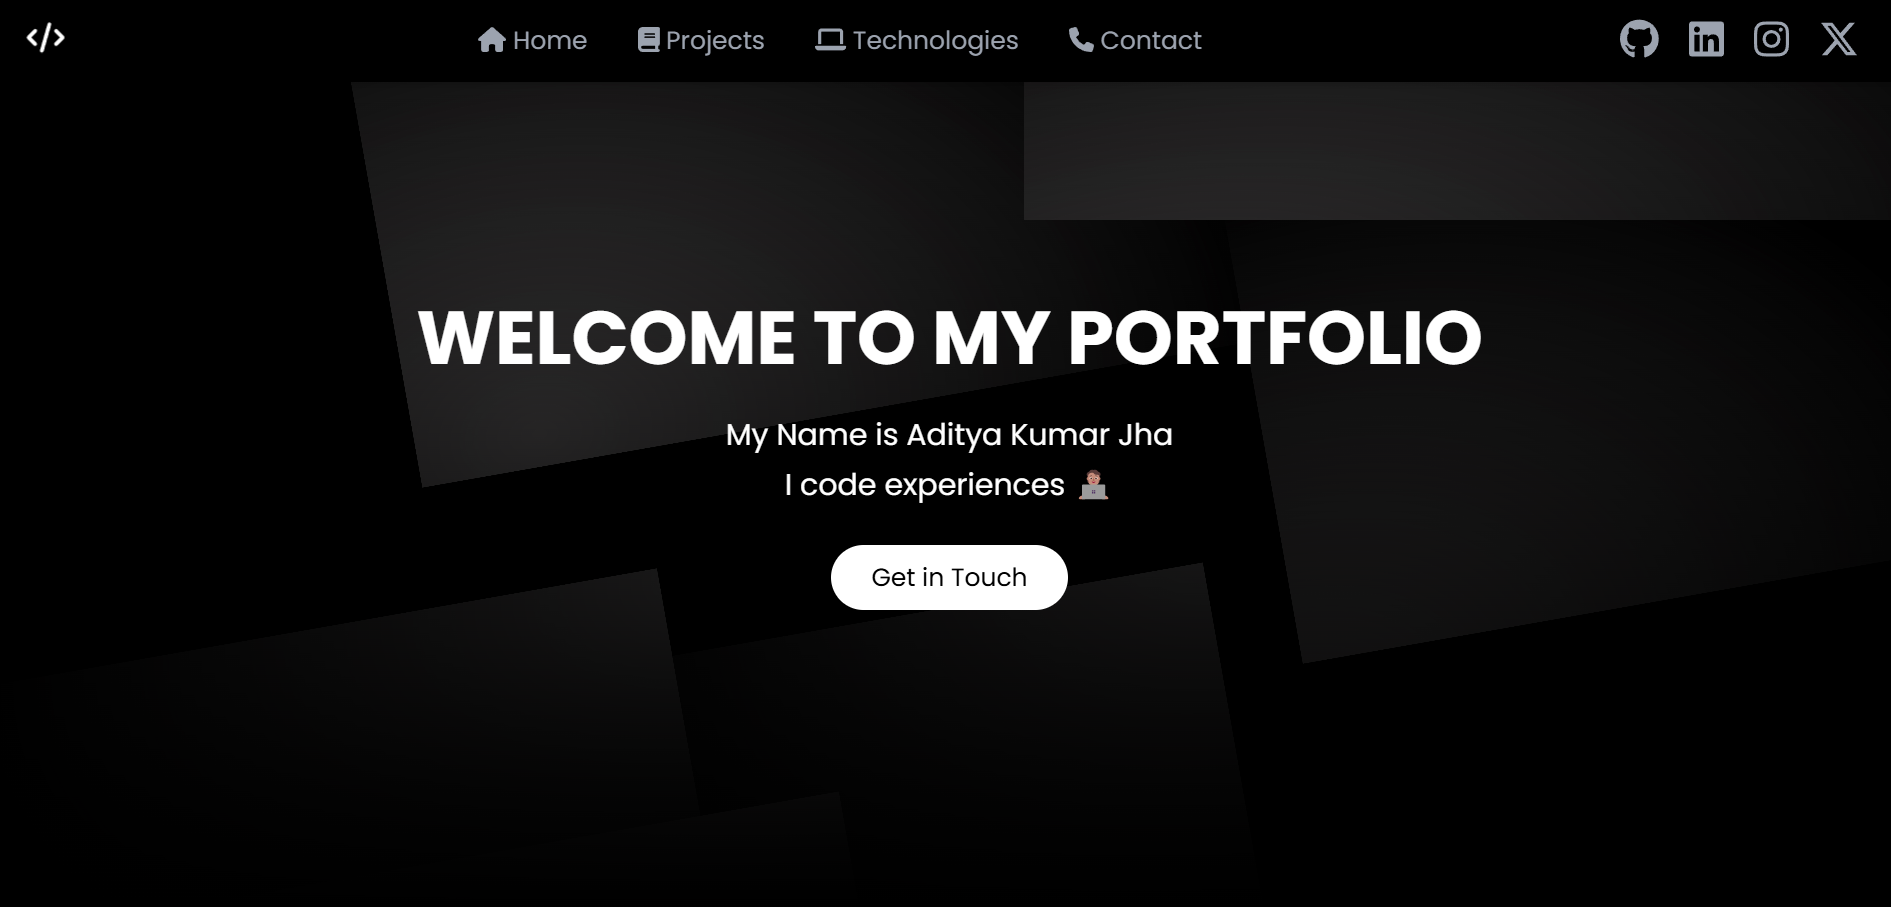 </>
Home Projects Technologies Contact
WELCOME TO MY PORTFOLIO
My Name is Aditya Kumar Jha
I code experiences 👨🏽‍💻
Get in Touch